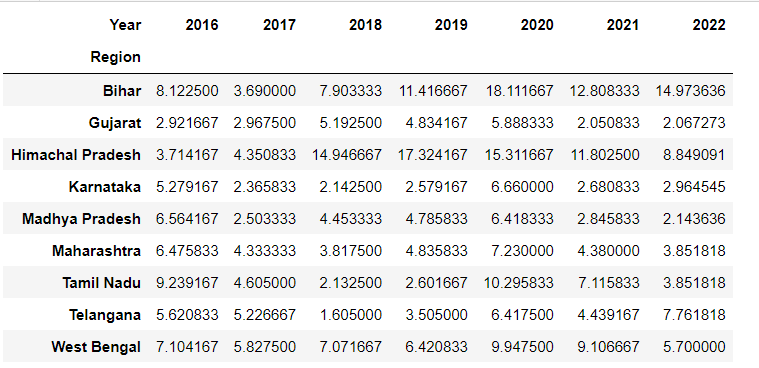 Year 2016 2017 2018 2019 2020 2021 2022
Region
Bihar 8.122500 3.690000 7.903333 11.416667 18.111667 12.808333 14.973636
Gujarat 2.921667 2.967500 5.192500 4.834167 5.888333 2.050833 2.067273
Himachal Pradesh 3.714167 4.350833 14.946667 17.324167 15.311667 11.802500 8.849091
Karnataka 5.279167 2.365833 2.142500 2.579167 6.660000 2.680833 2.964545
Madhya Pradesh 6.564167 2.503333 4.453333 4.785833 6.418333 2.845833 2.143636
Maharashtra 6.475833 4.333333 3.817500 4.835833 7.230000 4.380000 3.851818
Tamil Nadu 9.239167 4.605000 2.132500 2.601667 10.295833 7.115833 3.851818
Telangana 5.620833 5.226667 1.605000 3.505000 6.417500 4.439167 7.761818
West Bengal 7.104167 5.827500 7.071667 6.420833 9.947500 9.106667 5.700000